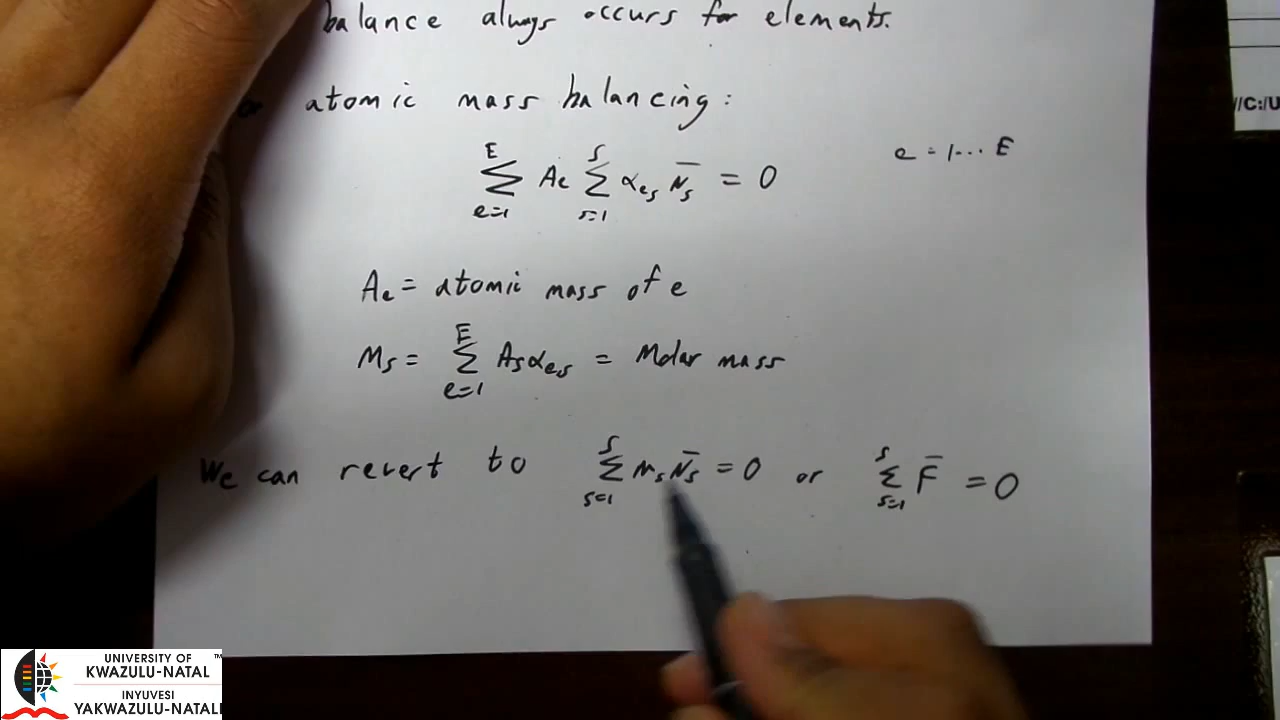 balance always occurs for elements.
atomic mass balancing:
E S
∑ Ae ∑ αes N̄s = 0 e = 1... E
e=1 s=1
Ae = atomic mass of e
E
Ms = ∑ Asαes = Molar mass
e=1
S S
We can revert to ∑ msN̄s = 0 or ∑ F̄ = 0
s=1 s=1
//C:/U
UNIVERSITY OF ™
KWAZULU-NATAL
INYUVESI
YAKWAZULU-NATALI